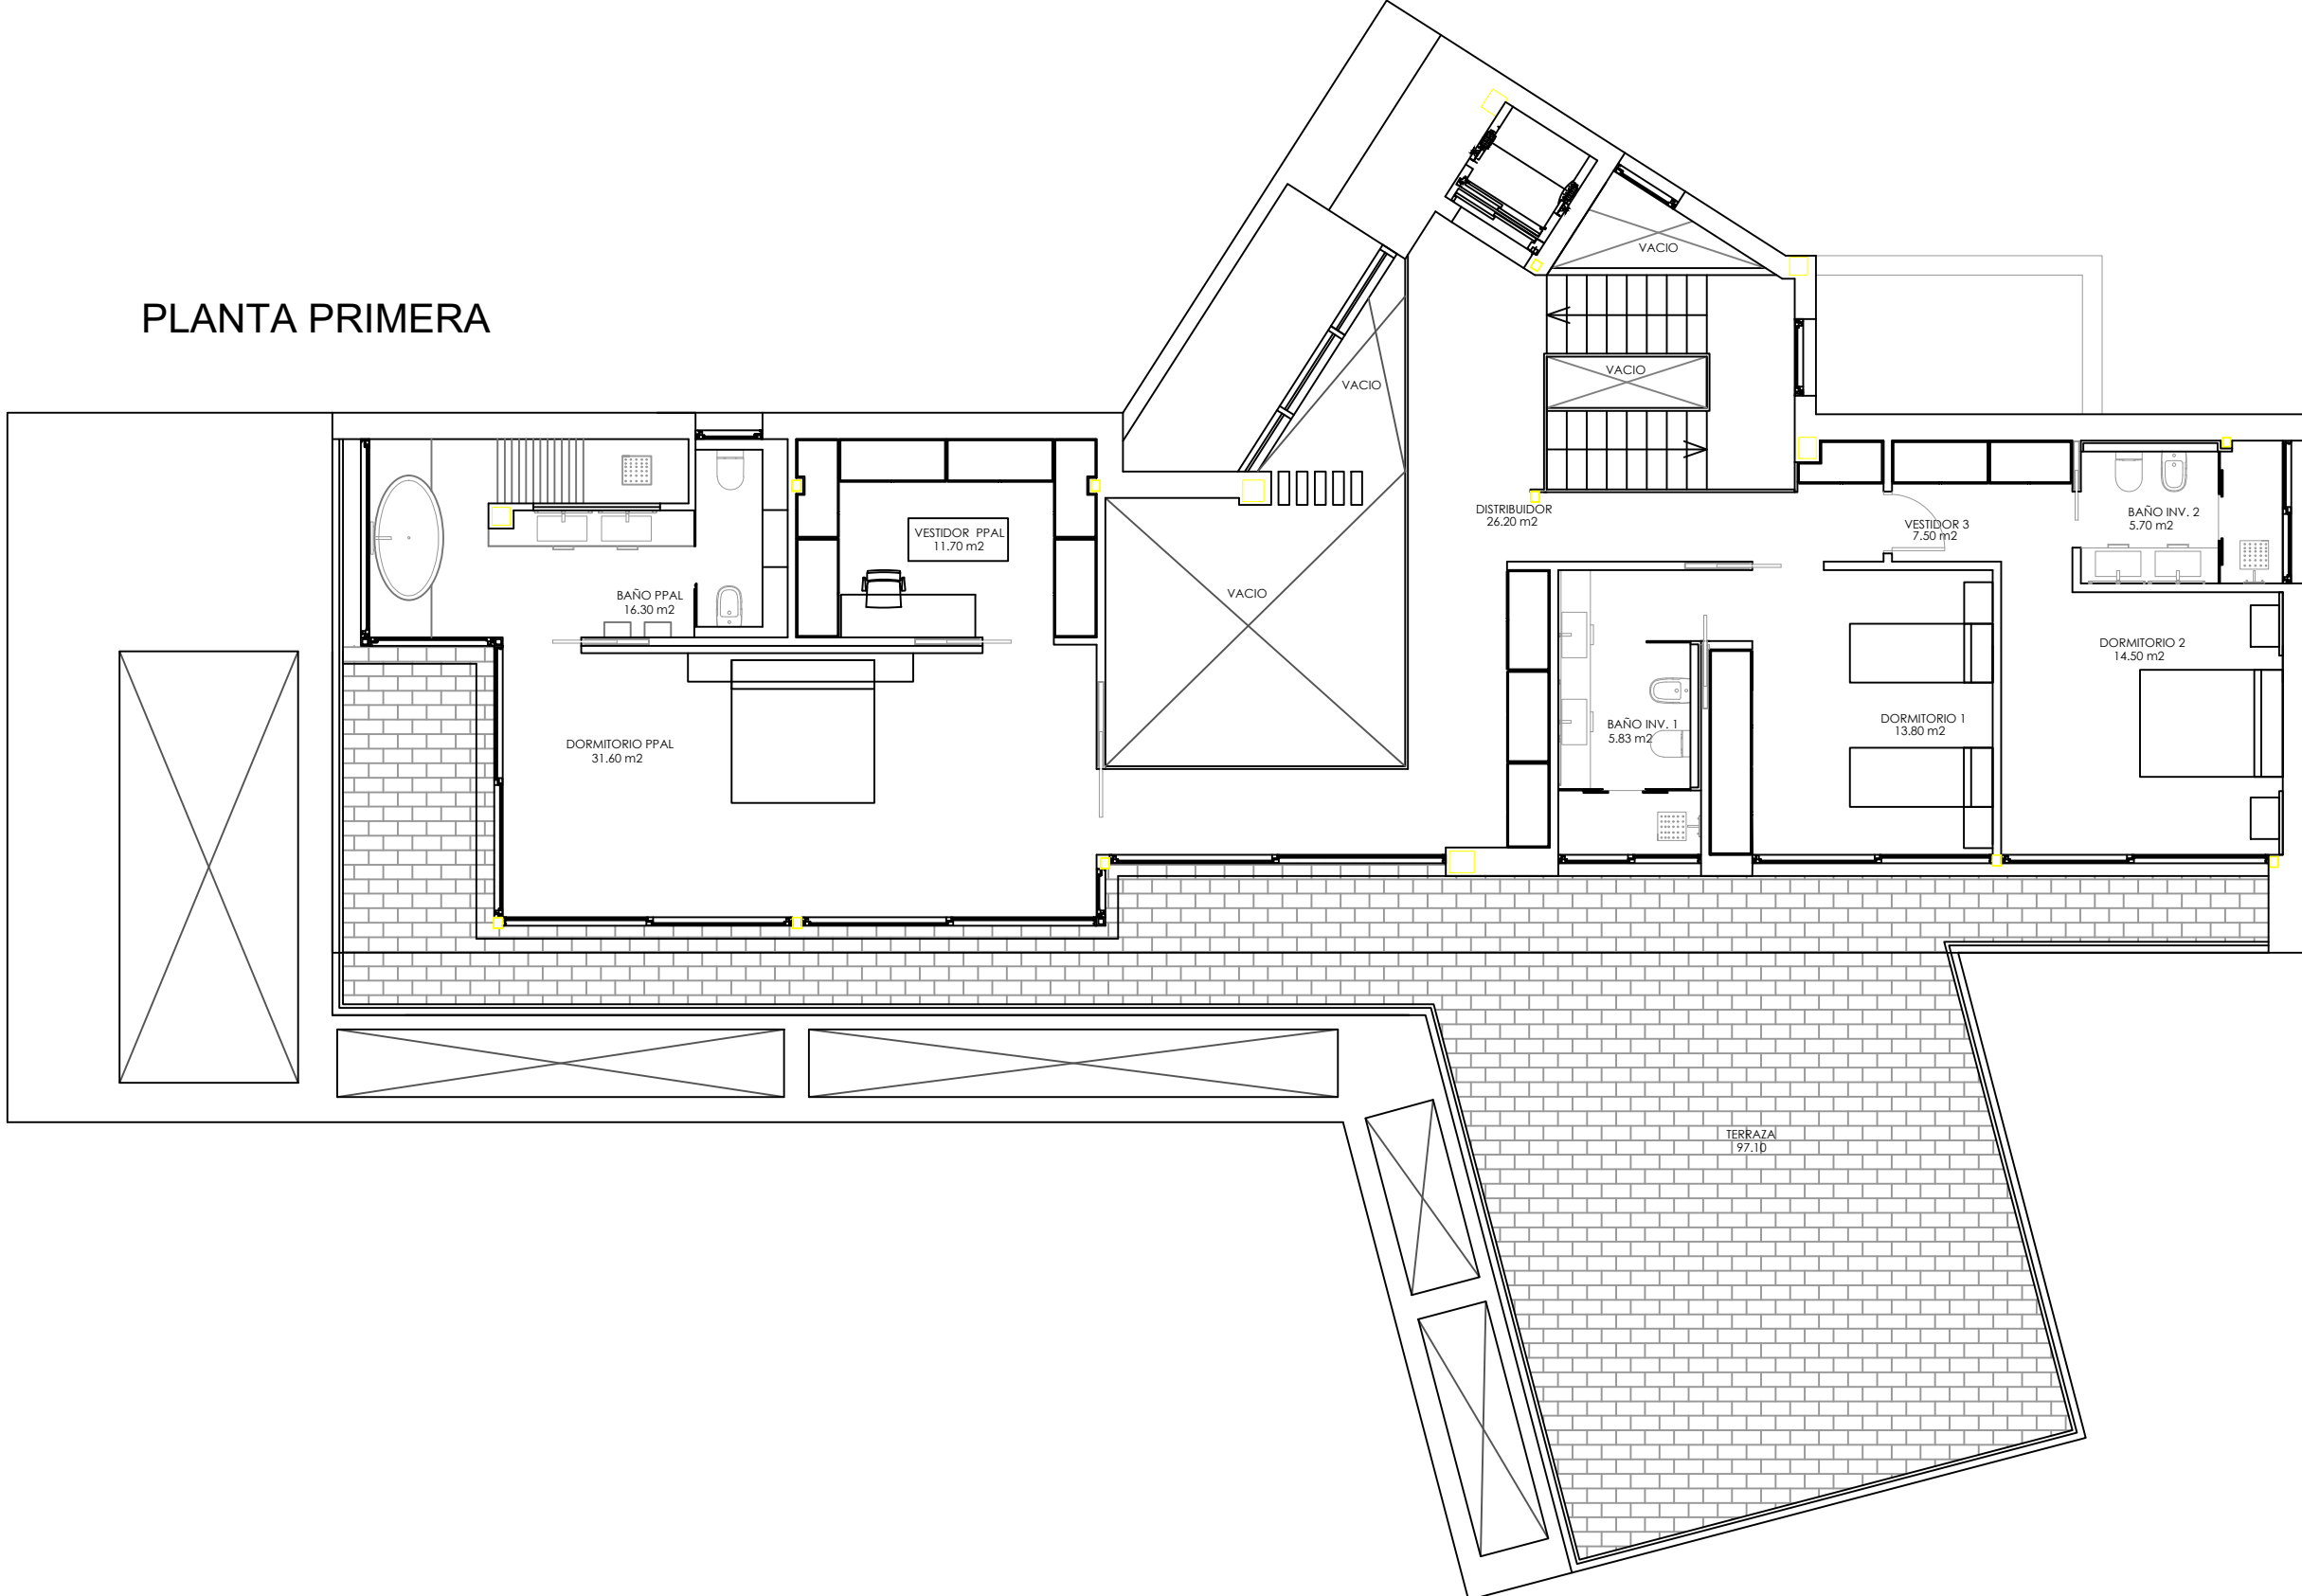 PLANTA PRIMERA
VACIO
VACIO
VACIO
DISTRIBUIDOR
26.20 m2
VESTIDOR 3
7.50 m2
BAÑO INV. 2
5.70 m2
VESTIDOR PPAL
11.70 m2
BAÑO PPAL
16.30 m2
VACIO
DORMITORIO 2
14.50 m2
DORMITORIO PPAL
31.60 m2
BAÑO INV. 1
5.83 m2
DORMITORIO 1
13.80 m2
TERRAZA
97.10